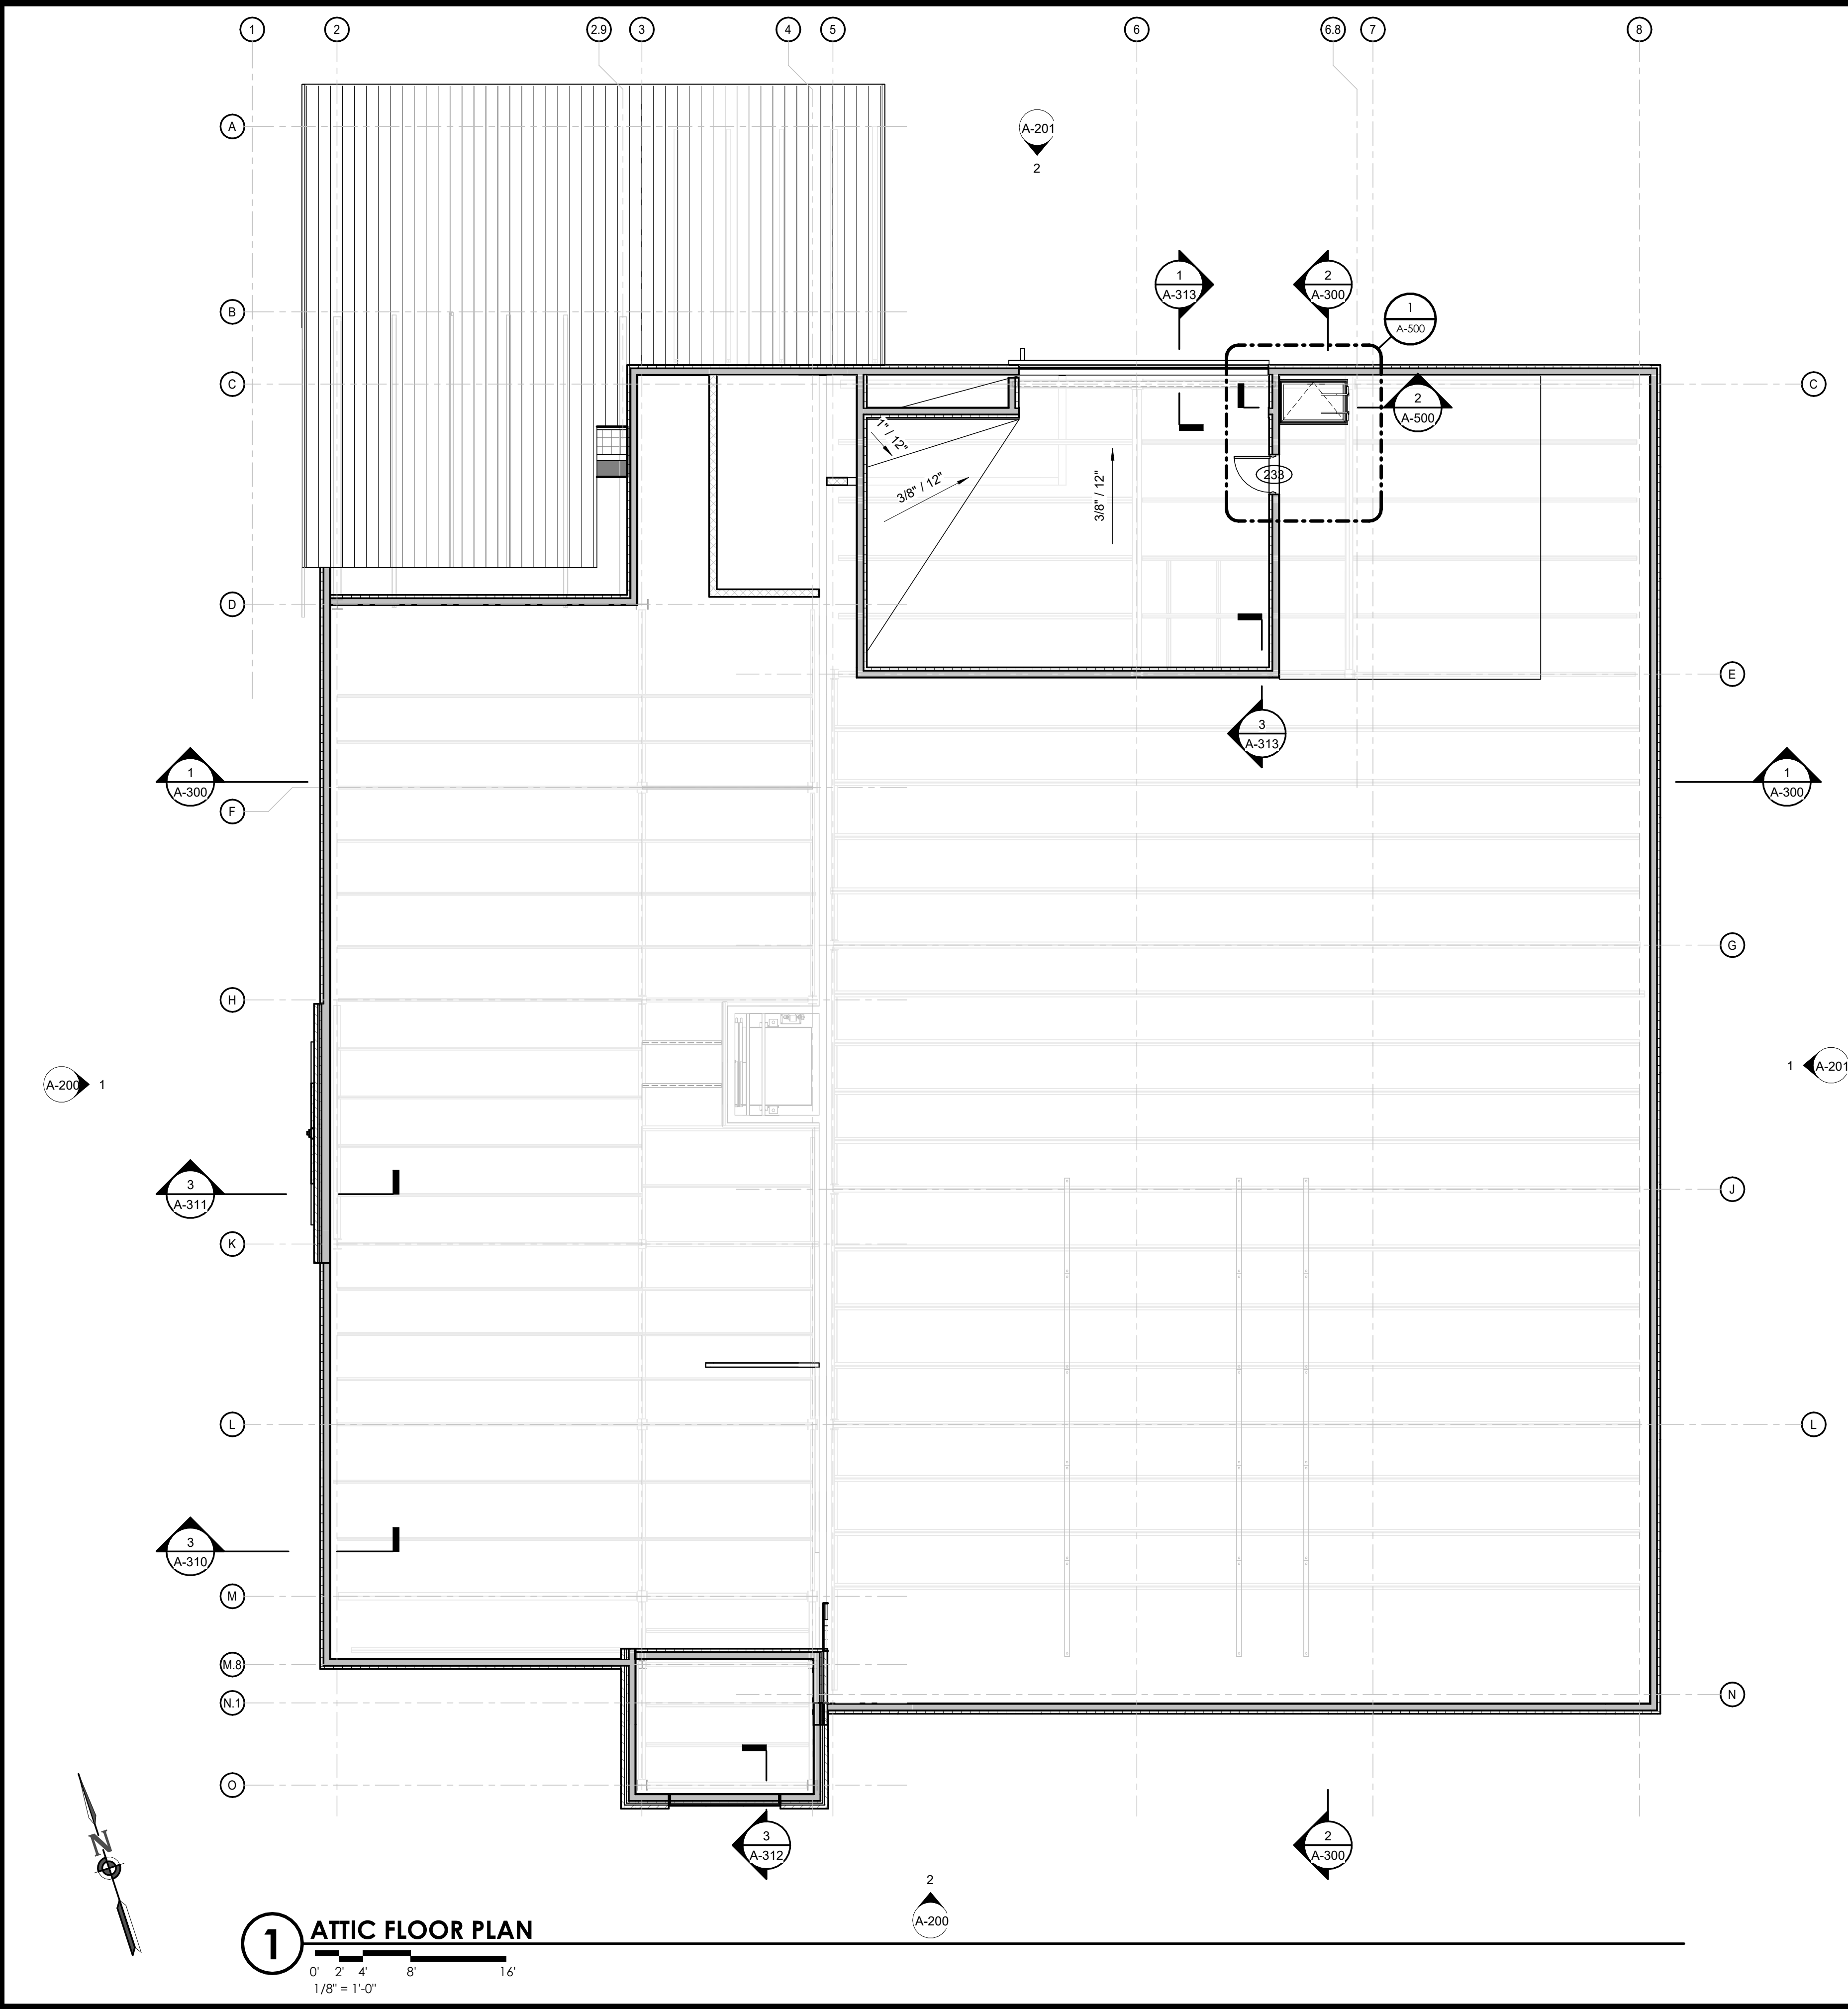 1 2 2.9 3 4 5 6 6.8 7 8
A
A-201
2
1
A-313
2
A-300
B
1
A-500
C
C
2
A-500
1" / 12"
3/8" / 12"
3/8" / 12"
233
D
E
3
A-313
1
A-300
1
A-300
F
G
H
A-200 1
1 A-201
3
A-311
J
K
L
L
3
A-310
M
M.8
N.1
N
O
3
A-312
2
A-300
N
2
A-200
1
ATTIC FLOOR PLAN
0' 2' 4' 8' 16'
1/8" = 1'-0"